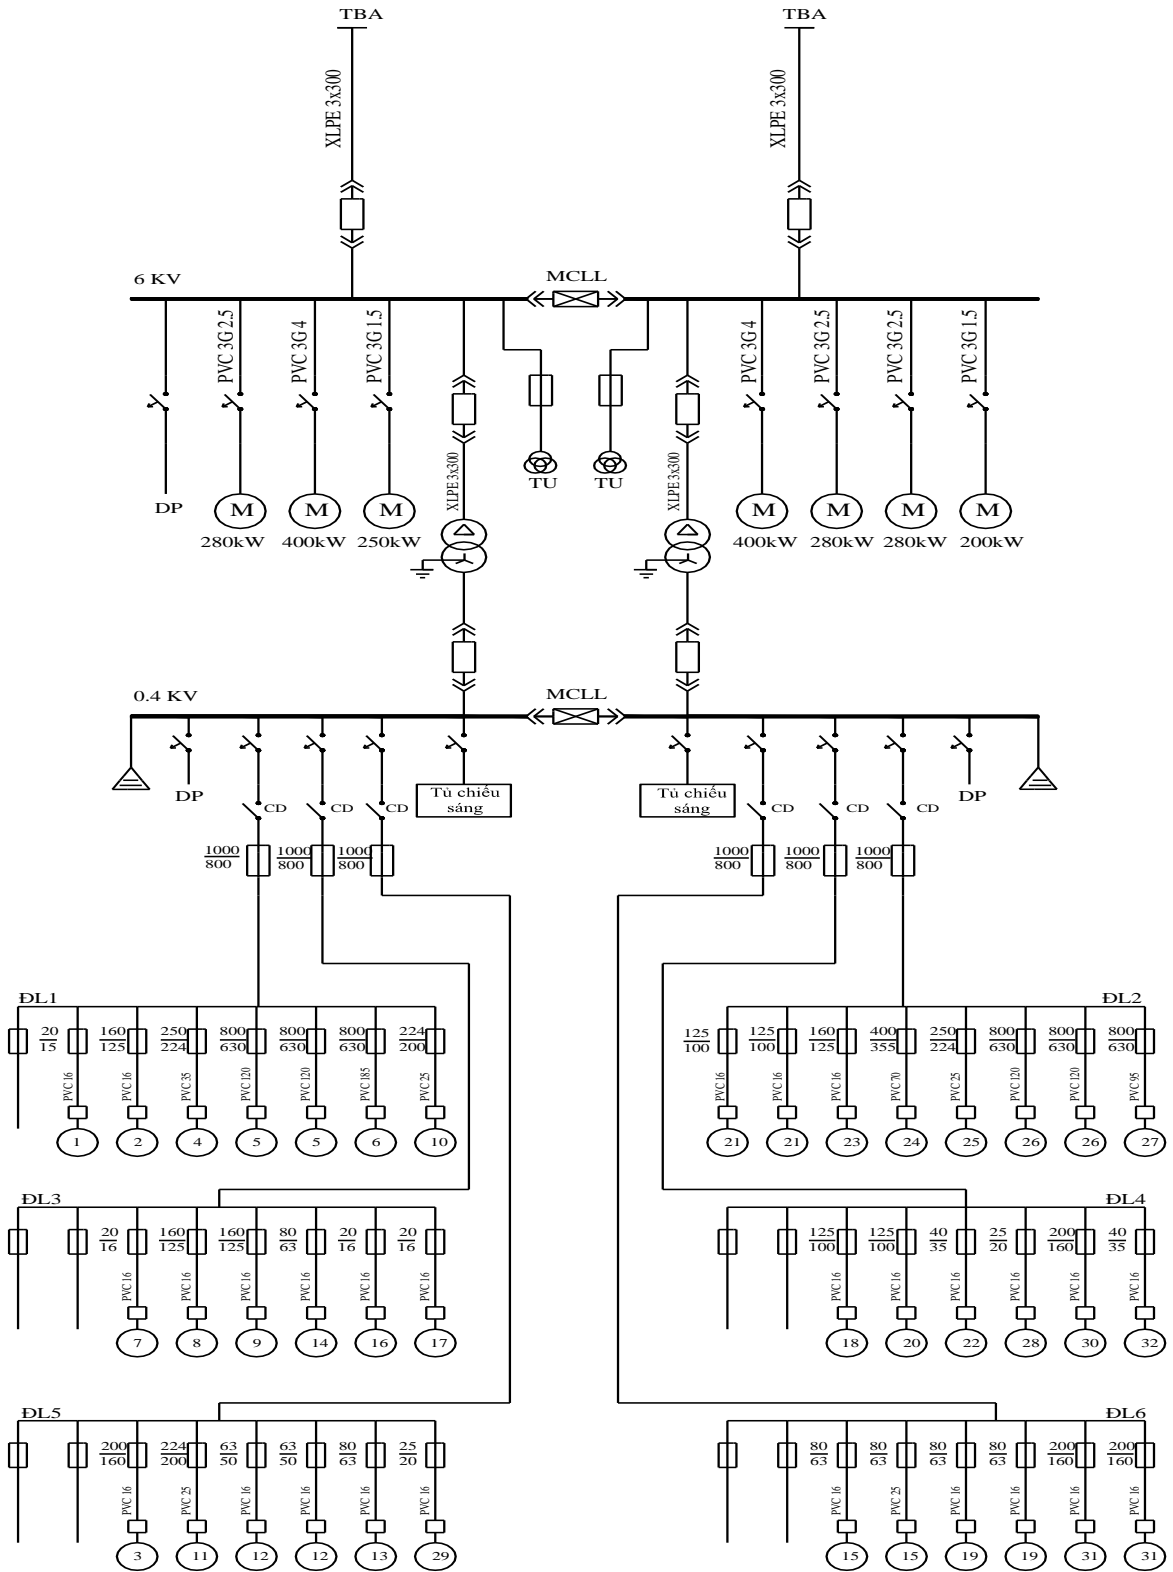 TBA
TBA
XLPE 3x300
XLPE 3x300
6 KV
MCLL
PVC 3G 2.5
PVC 3G 4
PVC 3G 1.5
PVC 3G 4
PVC 3G 2.5
PVC 3G 2.5
PVC 3G 1.5
XLPE 3x300
XLPE 3x300
TU
TU
DP
M
M
M
M
M
M
M
280kW
400kW
250kW
400kW
280kW
280kW
200kW
0.4 KV
MCLL
DP
Tủ chiếu
sáng
Tủ chiếu
sáng
DP
CD
CD
CD
CD
CD
CD
1000
800
1000
800
1000
800
1000
800
1000
800
1000
800
ĐL1
20
15
160
125
250
224
800
630
800
630
800
630
224
200
PVC 16
PVC 16
PVC 35
PVC 120
PVC 120
PVC 185
PVC 25
1
2
4
5
5
6
10
ĐL2
125
100
125
100
160
125
400
355
250
224
800
630
800
630
800
630
PVC 16
PVC 16
PVC 16
PVC 70
PVC 25
PVC 120
PVC 120
PVC 95
21
21
23
24
25
26
26
27
ĐL3
20
16
160
125
160
125
80
63
20
16
20
16
PVC 16
PVC 16
PVC 16
PVC 16
PVC 16
PVC 16
7
8
9
14
16
17
ĐL4
125
100
125
100
40
35
25
20
200
160
40
35
PVC 16
PVC 16
PVC 16
PVC 16
PVC 16
PVC 16
18
20
22
28
30
32
ĐL5
200
160
224
200
63
50
63
50
80
63
25
20
PVC 16
PVC 25
PVC 16
PVC 16
PVC 16
PVC 16
3
11
12
12
13
29
ĐL6
80
63
80
63
80
63
80
63
200
160
200
160
PVC 16
PVC 25
PVC 16
PVC 16
PVC 16
PVC 16
15
15
19
19
31
31